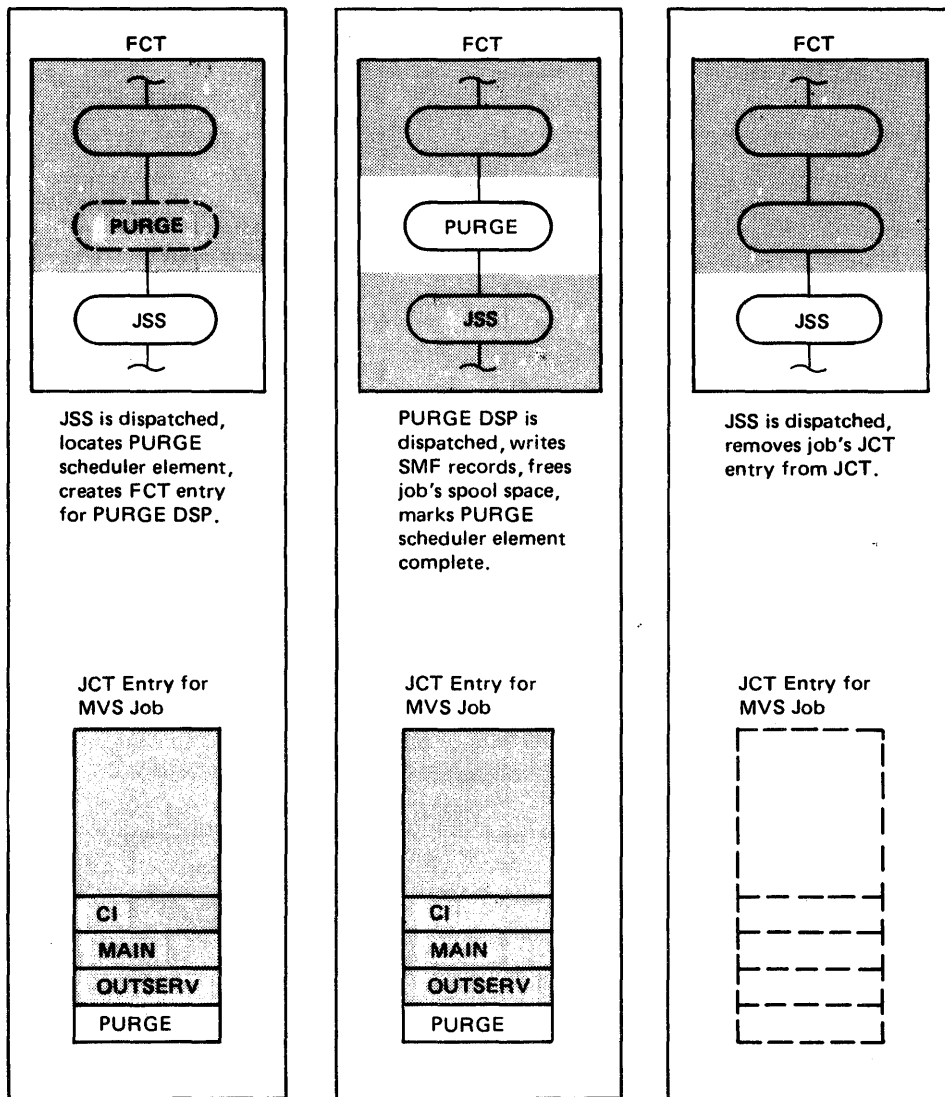 FCT
PURGE
JSS
JSS is dispatched,
locates PURGE
scheduler element,
creates FCT entry
for PURGE DSP.
JCT Entry for
MVS Job
CI
MAIN
OUTSERV
PURGE
FCT
PURGE
JSS
PURGE DSP is
dispatched, writes
SMF records, frees
job's spool space,
marks PURGE
scheduler element
complete.
JCT Entry for
MVS Job
CI
MAIN
OUTSERV
PURGE
FCT
JSS
JSS is dispatched,
removes job's JCT
entry from JCT.
JCT Entry for
MVS Job